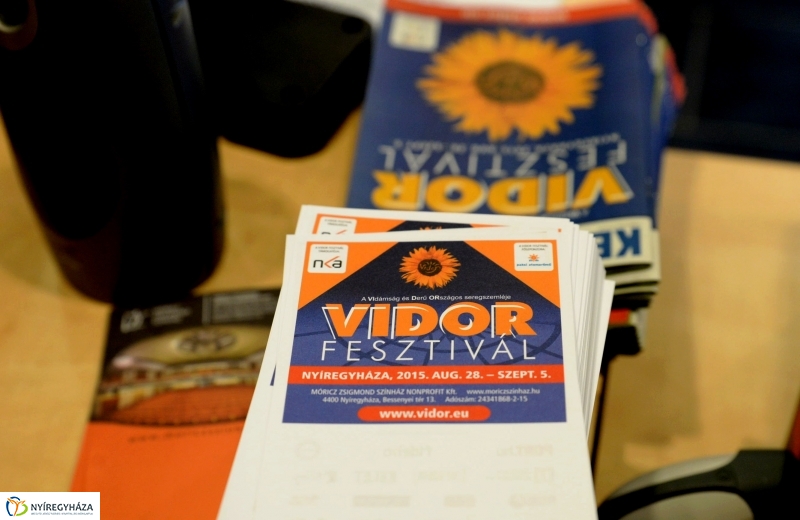 VIDOR
FESZTIVÁL
KE
nka
A VIdámság és Derű ORszágos seregszemléje
VIDOR
FESZTIVÁL
NYÍREGYHÁZA, 2015. AUG. 28. – SZEPT. 5.
MÓRICZ ZSIGMOND SZÍNHÁZ NONPROFIT Kft. www.moriczszinhaz.hu
4400 Nyíregyháza, Bessenyei tér 13. Adószám: 24341868-2-15
www.vidor.eu
NYÍREGYHÁZA